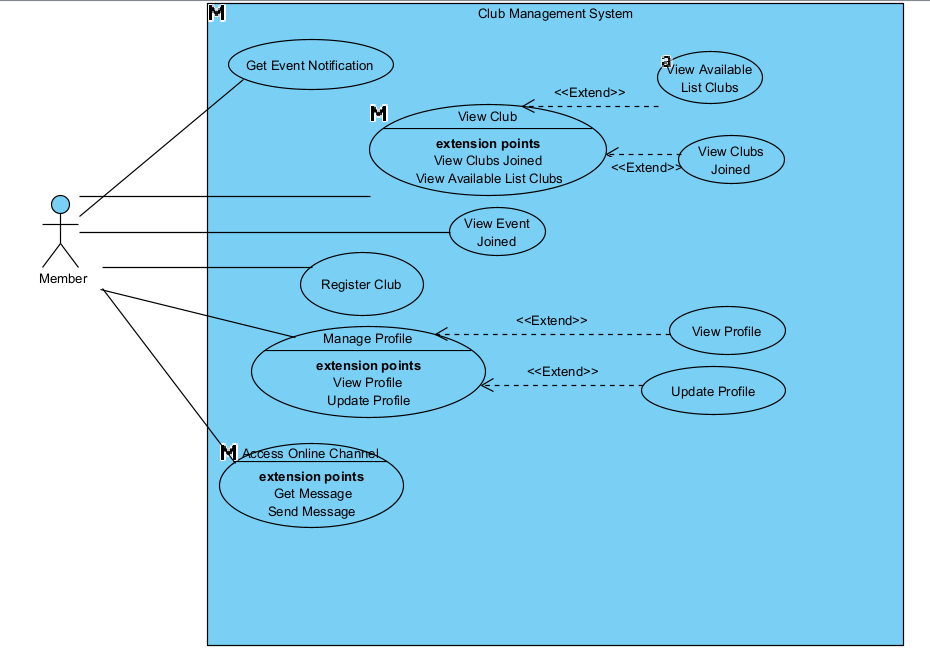 M
Club Management System
Get Event Notification
a
View Available
List Clubs
<<Extend>>
M
View Club
extension points
View Clubs Joined
View Available List Clubs
View Clubs
Joined
<<Extend>>
View Event
Joined
Member
Register Club
<<Extend>>
View Profile
Manage Profile
extension points
View Profile
Update Profile
<<Extend>>
Update Profile
M
Access Online Channel
extension points
Get Message
Send Message